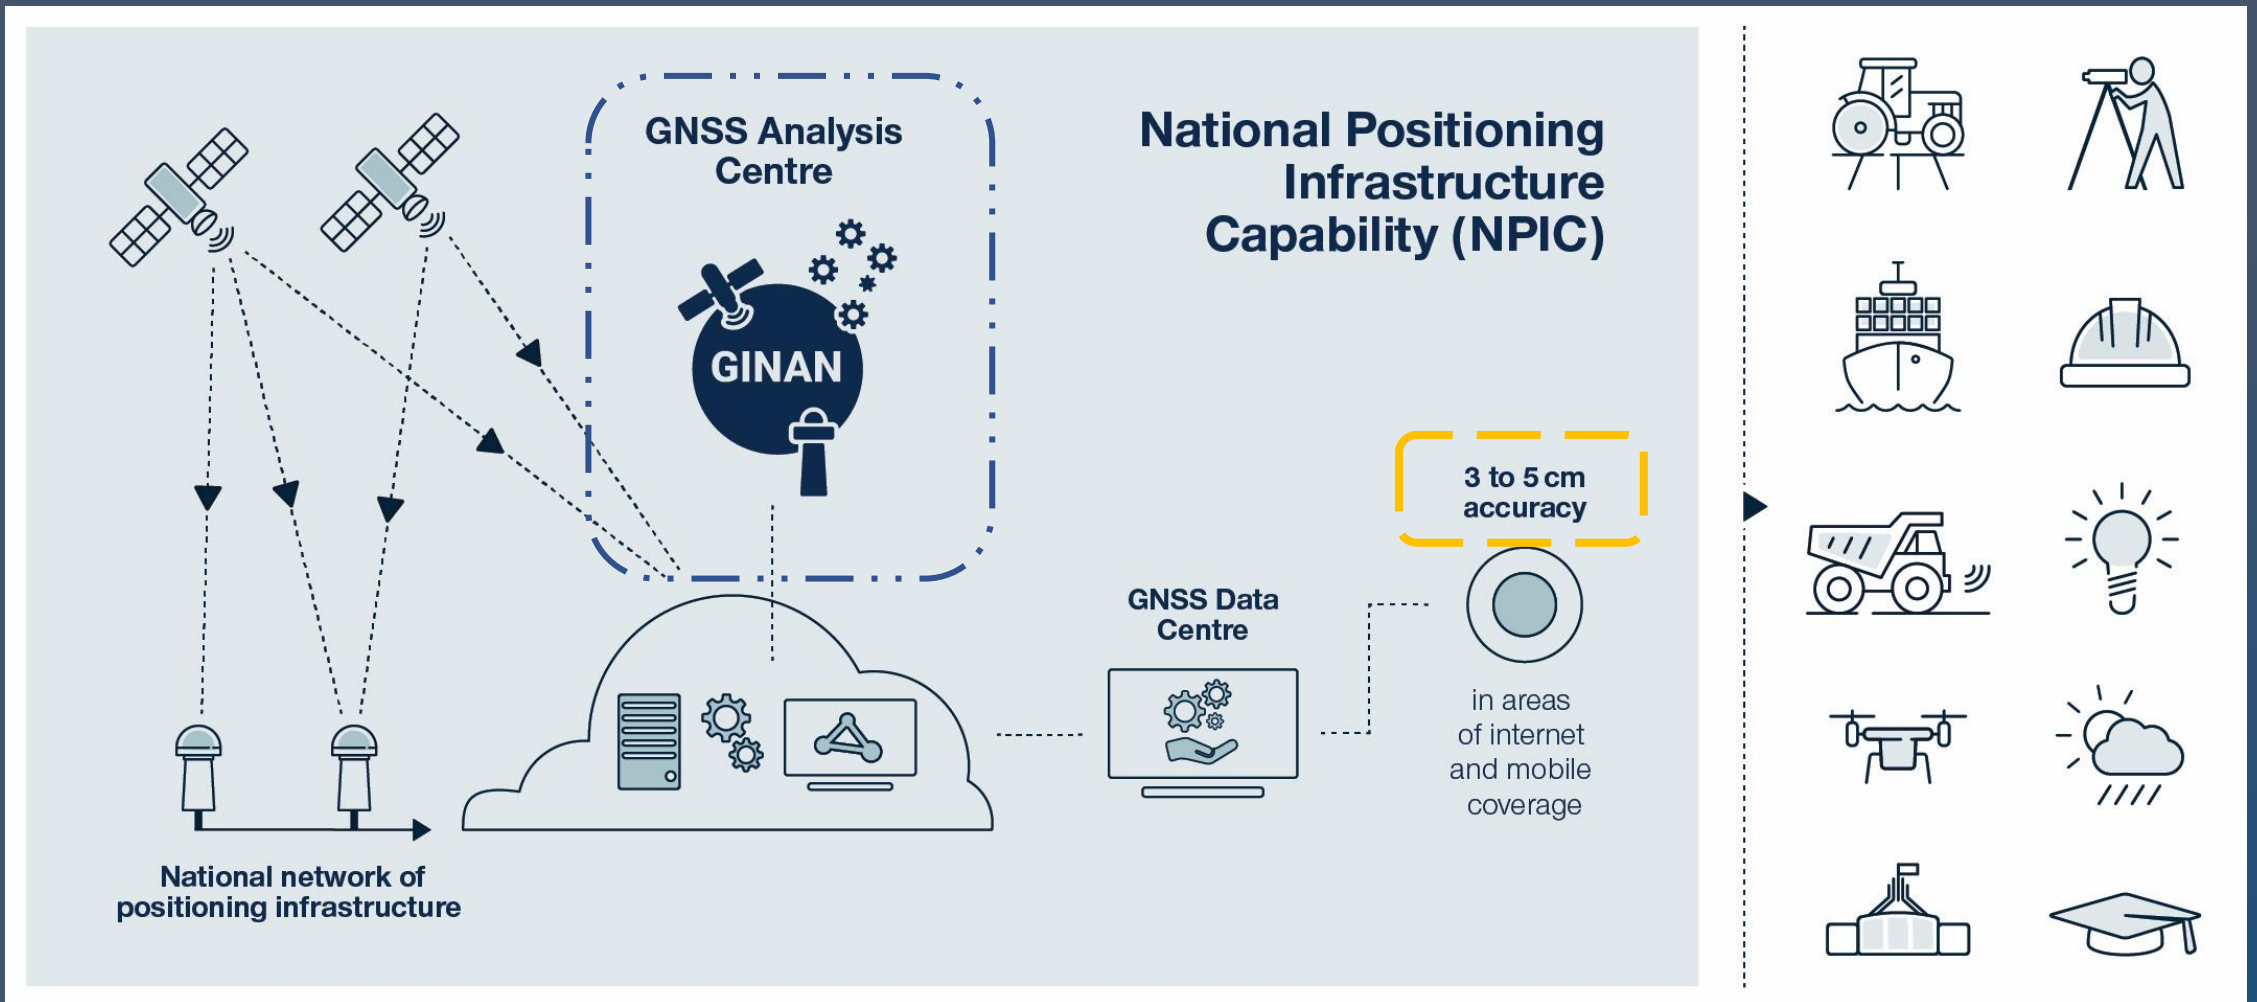 GNSS Analysis
Centre
GINAN
National Positioning
Infrastructure
Capability (NPIC)
3 to 5 cm
accuracy
GNSS Data
Centre
in areas
of internet
and mobile
coverage
National network of
positioning infrastructure